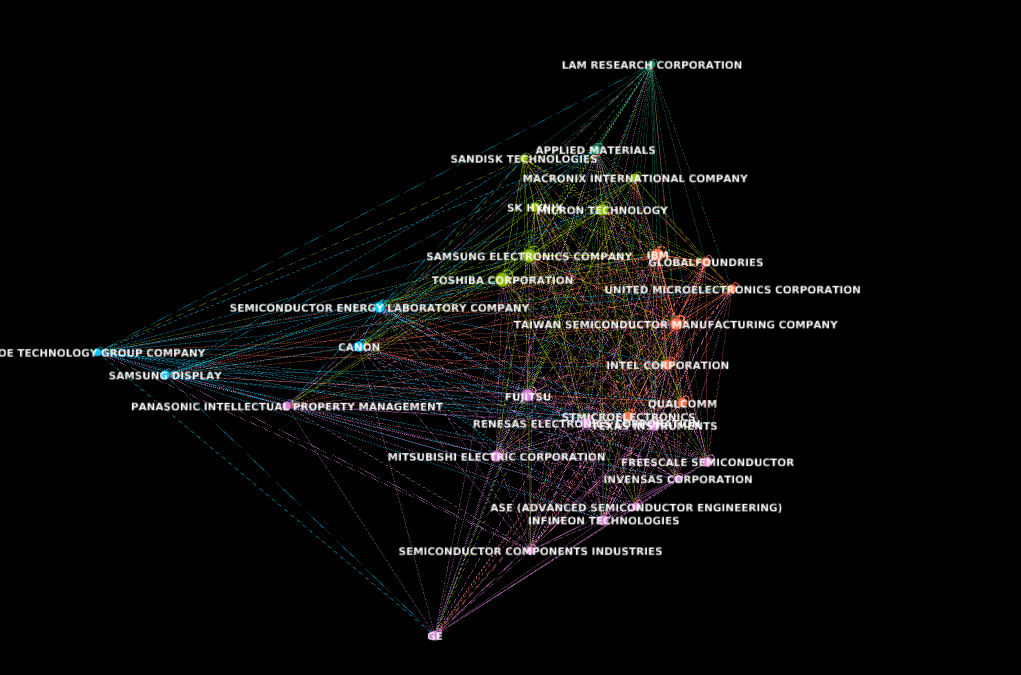 LAM RESEARCH CORPORATION
APPLIED MATERIALS
SANDISK TECHNOLOGIES
MACRONIX INTERNATIONAL COMPANY
SK HYNIX
MICRON TECHNOLOGY
IBM
SAMSUNG ELECTRONICS COMPANY
GLOBALFOUNDRIES
TOSHIBA CORPORATION
UNITED MICROELECTRONICS CORPORATION
SEMICONDUCTOR ENERGY LABORATORY COMPANY
TAIWAN SEMICONDUCTOR MANUFACTURING COMPANY
CANON
OE TECHNOLOGY GROUP COMPANY
INTEL CORPORATION
SAMSUNG DISPLAY
FUJITSU
QUALCOMM
PANASONIC INTELLECTUAL PROPERTY MANAGEMENT
STMICROELECTRONICS
RENESAS ELECTRONICS CORPORATION
TEXAS INSTRUMENTS
MITSUBISHI ELECTRIC CORPORATION
FREESCALE SEMICONDUCTOR
INVENSAS CORPORATION
ASE (ADVANCED SEMICONDUCTOR ENGINEERING)
INFINEON TECHNOLOGIES
SEMICONDUCTOR COMPONENTS INDUSTRIES
GE